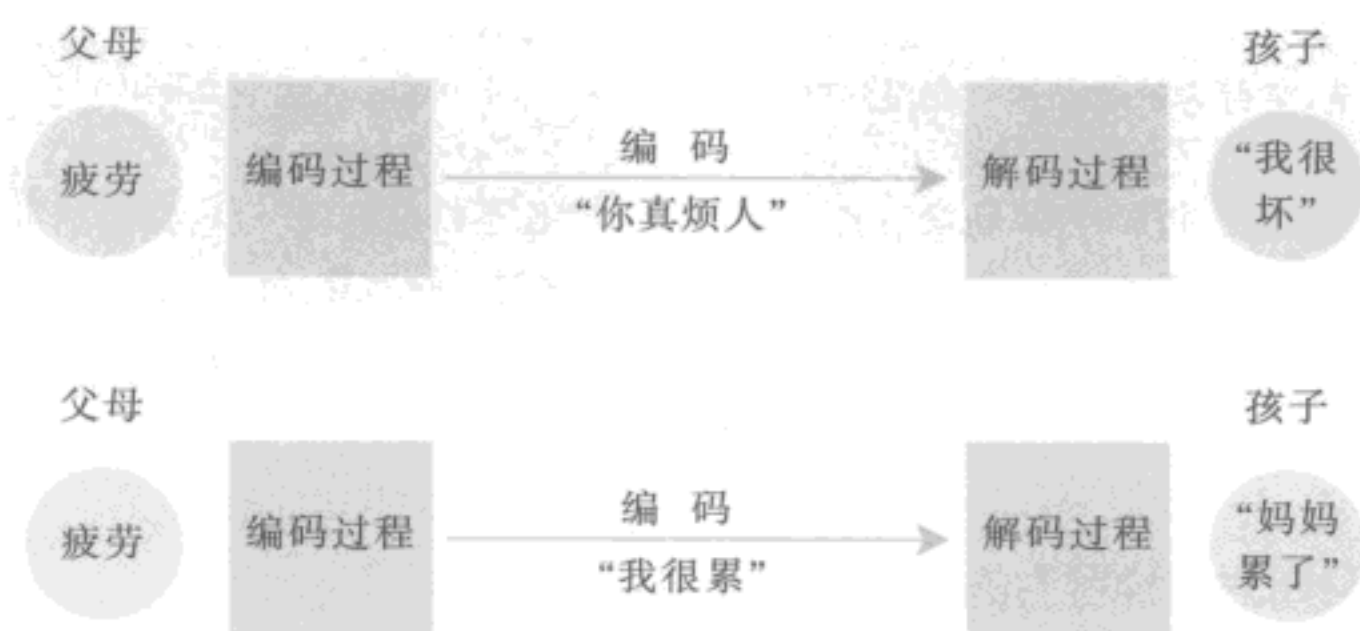 父母
孩子
疲劳
编码过程
编 码
“你真烦人”
解码过程
“我很
坏”
父母
孩子
疲劳
编码过程
编 码
“我很累”
解码过程
“妈妈
累了”